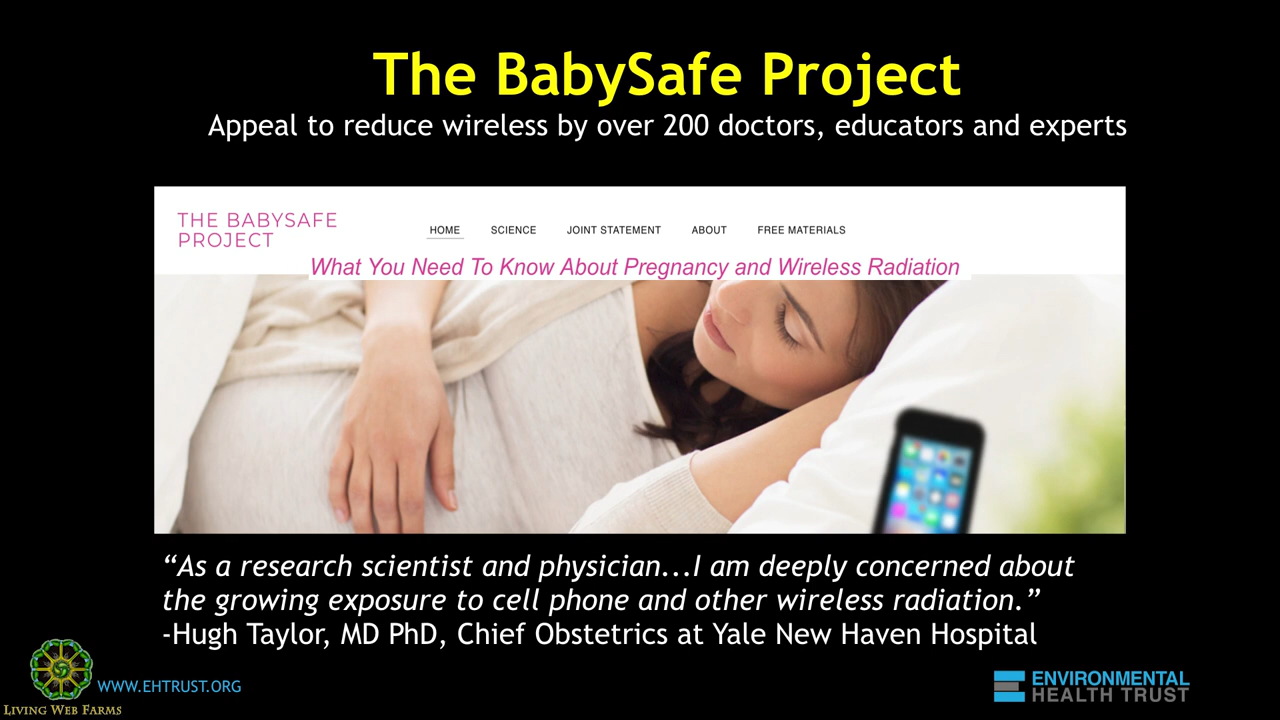 The BabySafe Project
Appeal to reduce wireless by over 200 doctors, educators and experts
THE BABYSAFE
PROJECT
HOME SCIENCE JOINT STATEMENT ABOUT FREE MATERIALS
What You Need To Know About Pregnancy and Wireless Radiation
“As a research scientist and physician...I am deeply concerned about
the growing exposure to cell phone and other wireless radiation.”
-Hugh Taylor, MD PhD, Chief Obstetrics at Yale New Haven Hospital
WWW.EHTRUST.ORG
LIVING WEB FARMS
ENVIRONMENTAL
HEALTH TRUST